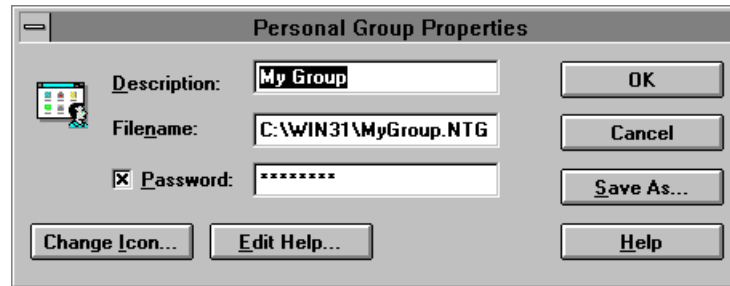 Personal Group Properties
Description: My Group
OK
Filename: C:\WIN31\MyGroup.NTG
Cancel
Password: ********
Save As...
Change Icon... Edit Help... Help